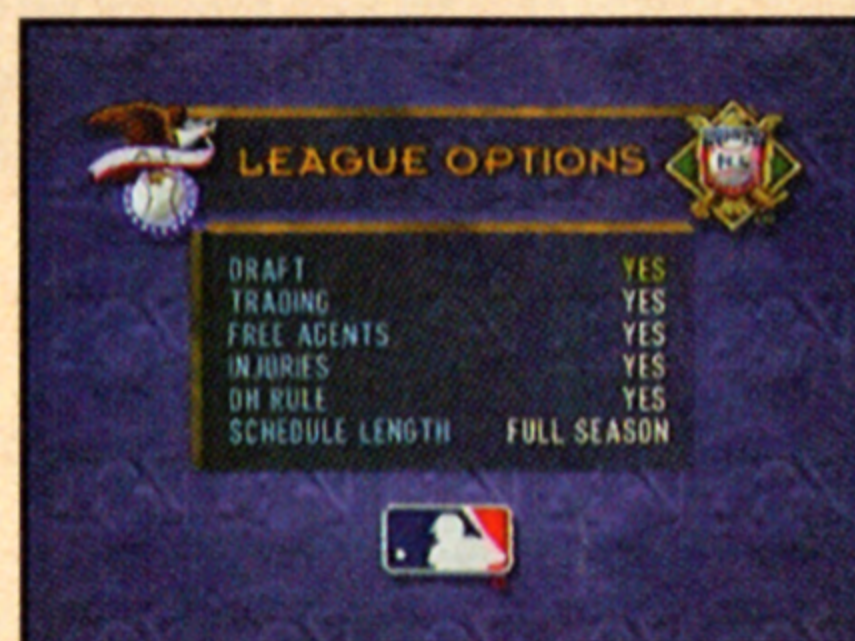 LEAGUE OPTIONS
DRAFT YES
TRADING YES
FREE AGENTS YES
INJURIES YES
DH RULE YES
SCHEDULE LENGTH FULL SEASON